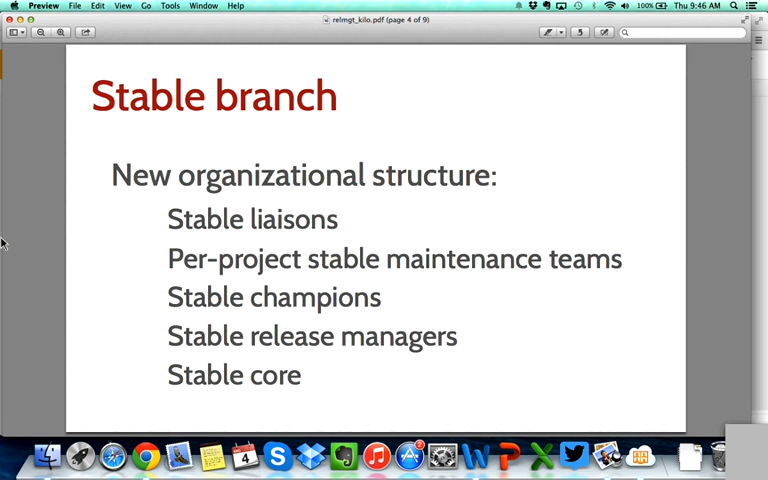 Preview File Edit View Go Tools Window Help 100% Thu 9:46 AM
relmgt_kilo.pdf (page 4 of 9)
Stable branch
New organizational structure:
Stable liaisons
Per-project stable maintenance teams
Stable champions
Stable release managers
Stable core
4
2